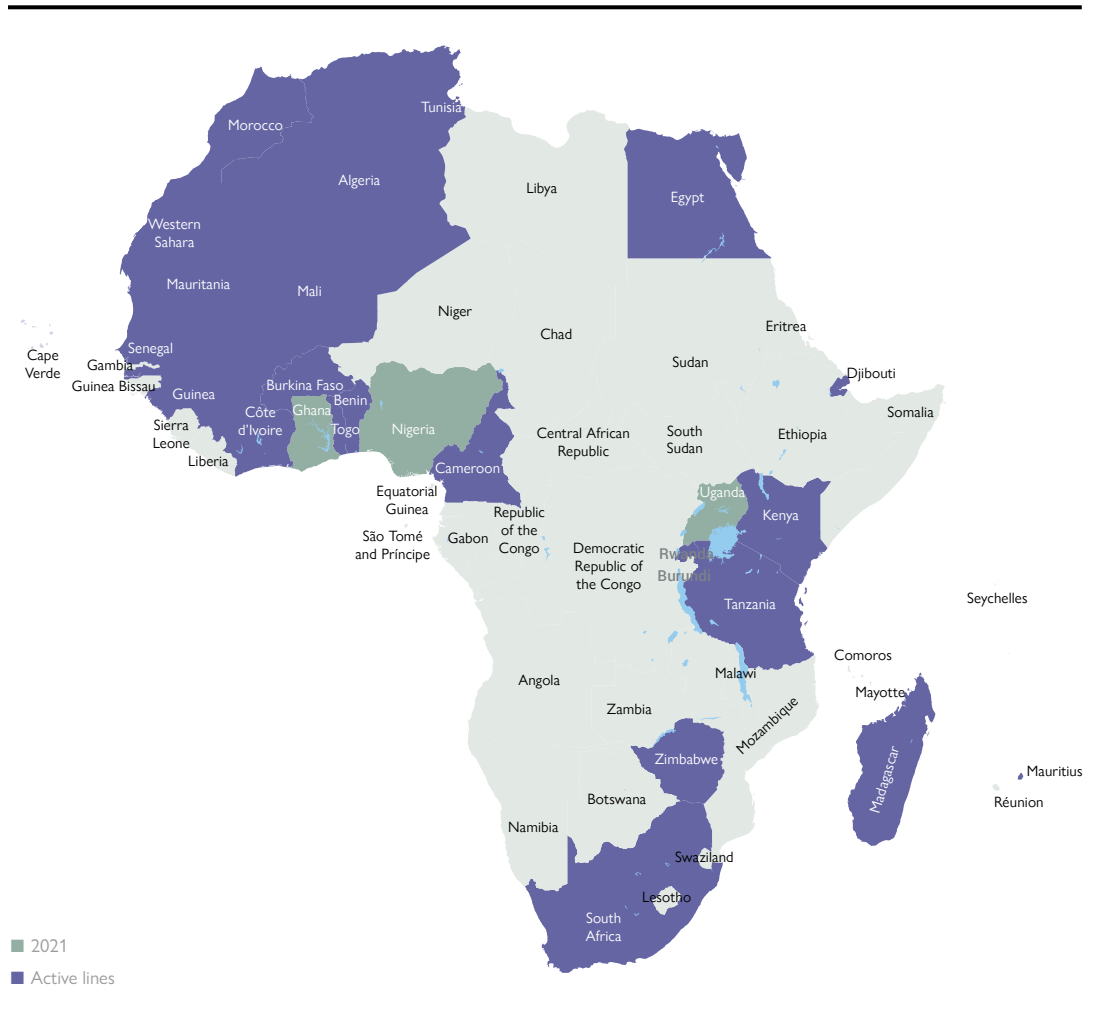 Tunisia
Morocco
Algeria
Libya
Egypt
Western
Sahara
Mauritania
Mali
Niger
Chad
Eritrea
Sudan
Cape
Verde
Senegal
Gambia
Guinea Bissau
Guinea
Burkina Faso
Benin
Djibouti
Somalia
Côte
d'Ivoire
Ghana
Togo
Nigeria
Sierra
Leone
Liberia
Central African
Republic
South
Sudan
Ethiopia
Cameroon
Equatorial
Guinea
Uganda
Kenya
São Tomé
and Príncipe
Gabon
Republic
of the
Congo
Democratic
Republic of
the Congo
Rwanda
Burundi
Tanzania
Seychelles
Comoros
Mayotte
Malawi
Angola
Zambia
Mozambique
Zimbabwe
Madagascar
Mauritius
Réunion
Botswana
Namibia
Swaziland
Lesotho
South
Africa
2021
Active lines